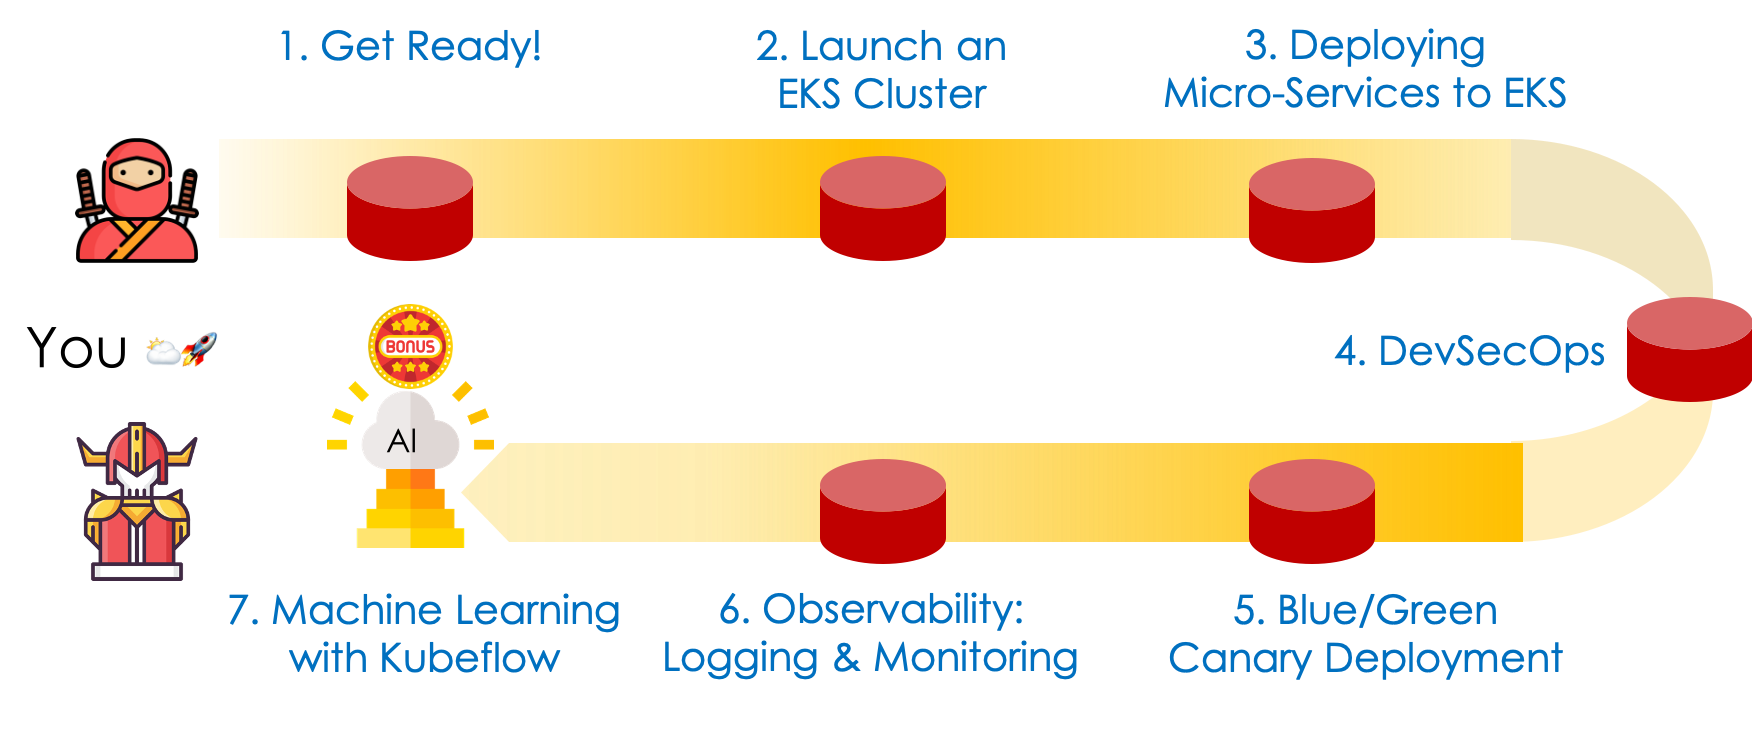 1. Get Ready!
2. Launch an
EKS Cluster
3. Deploying
Micro-Services to EKS
You
BONUS
4. DevSecOps
AI
7. Machine Learning
with Kubeflow
6. Observability:
Logging & Monitoring
5. Blue/Green
Canary Deployment